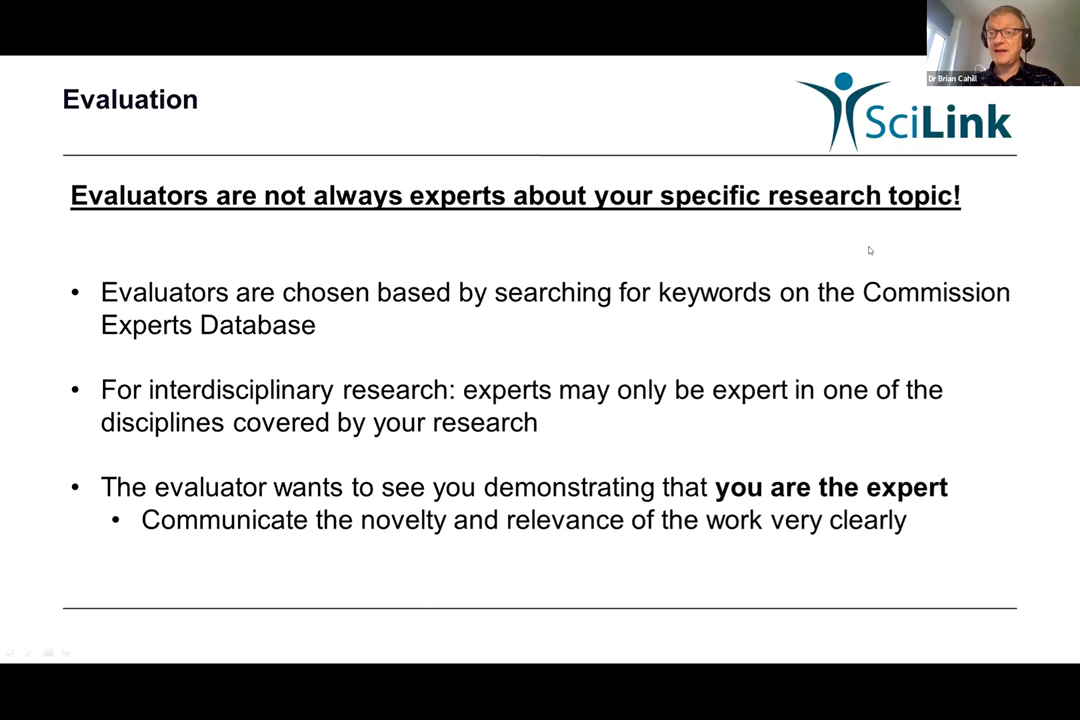 Dr Brian Cahill
Evaluation
SciLink
Evaluators are not always experts about your specific research topic!
• Evaluators are chosen based by searching for keywords on the Commission
Experts Database
• For interdisciplinary research: experts may only be expert in one of the
disciplines covered by your research
• The evaluator wants to see you demonstrating that you are the expert
• Communicate the novelty and relevance of the work very clearly